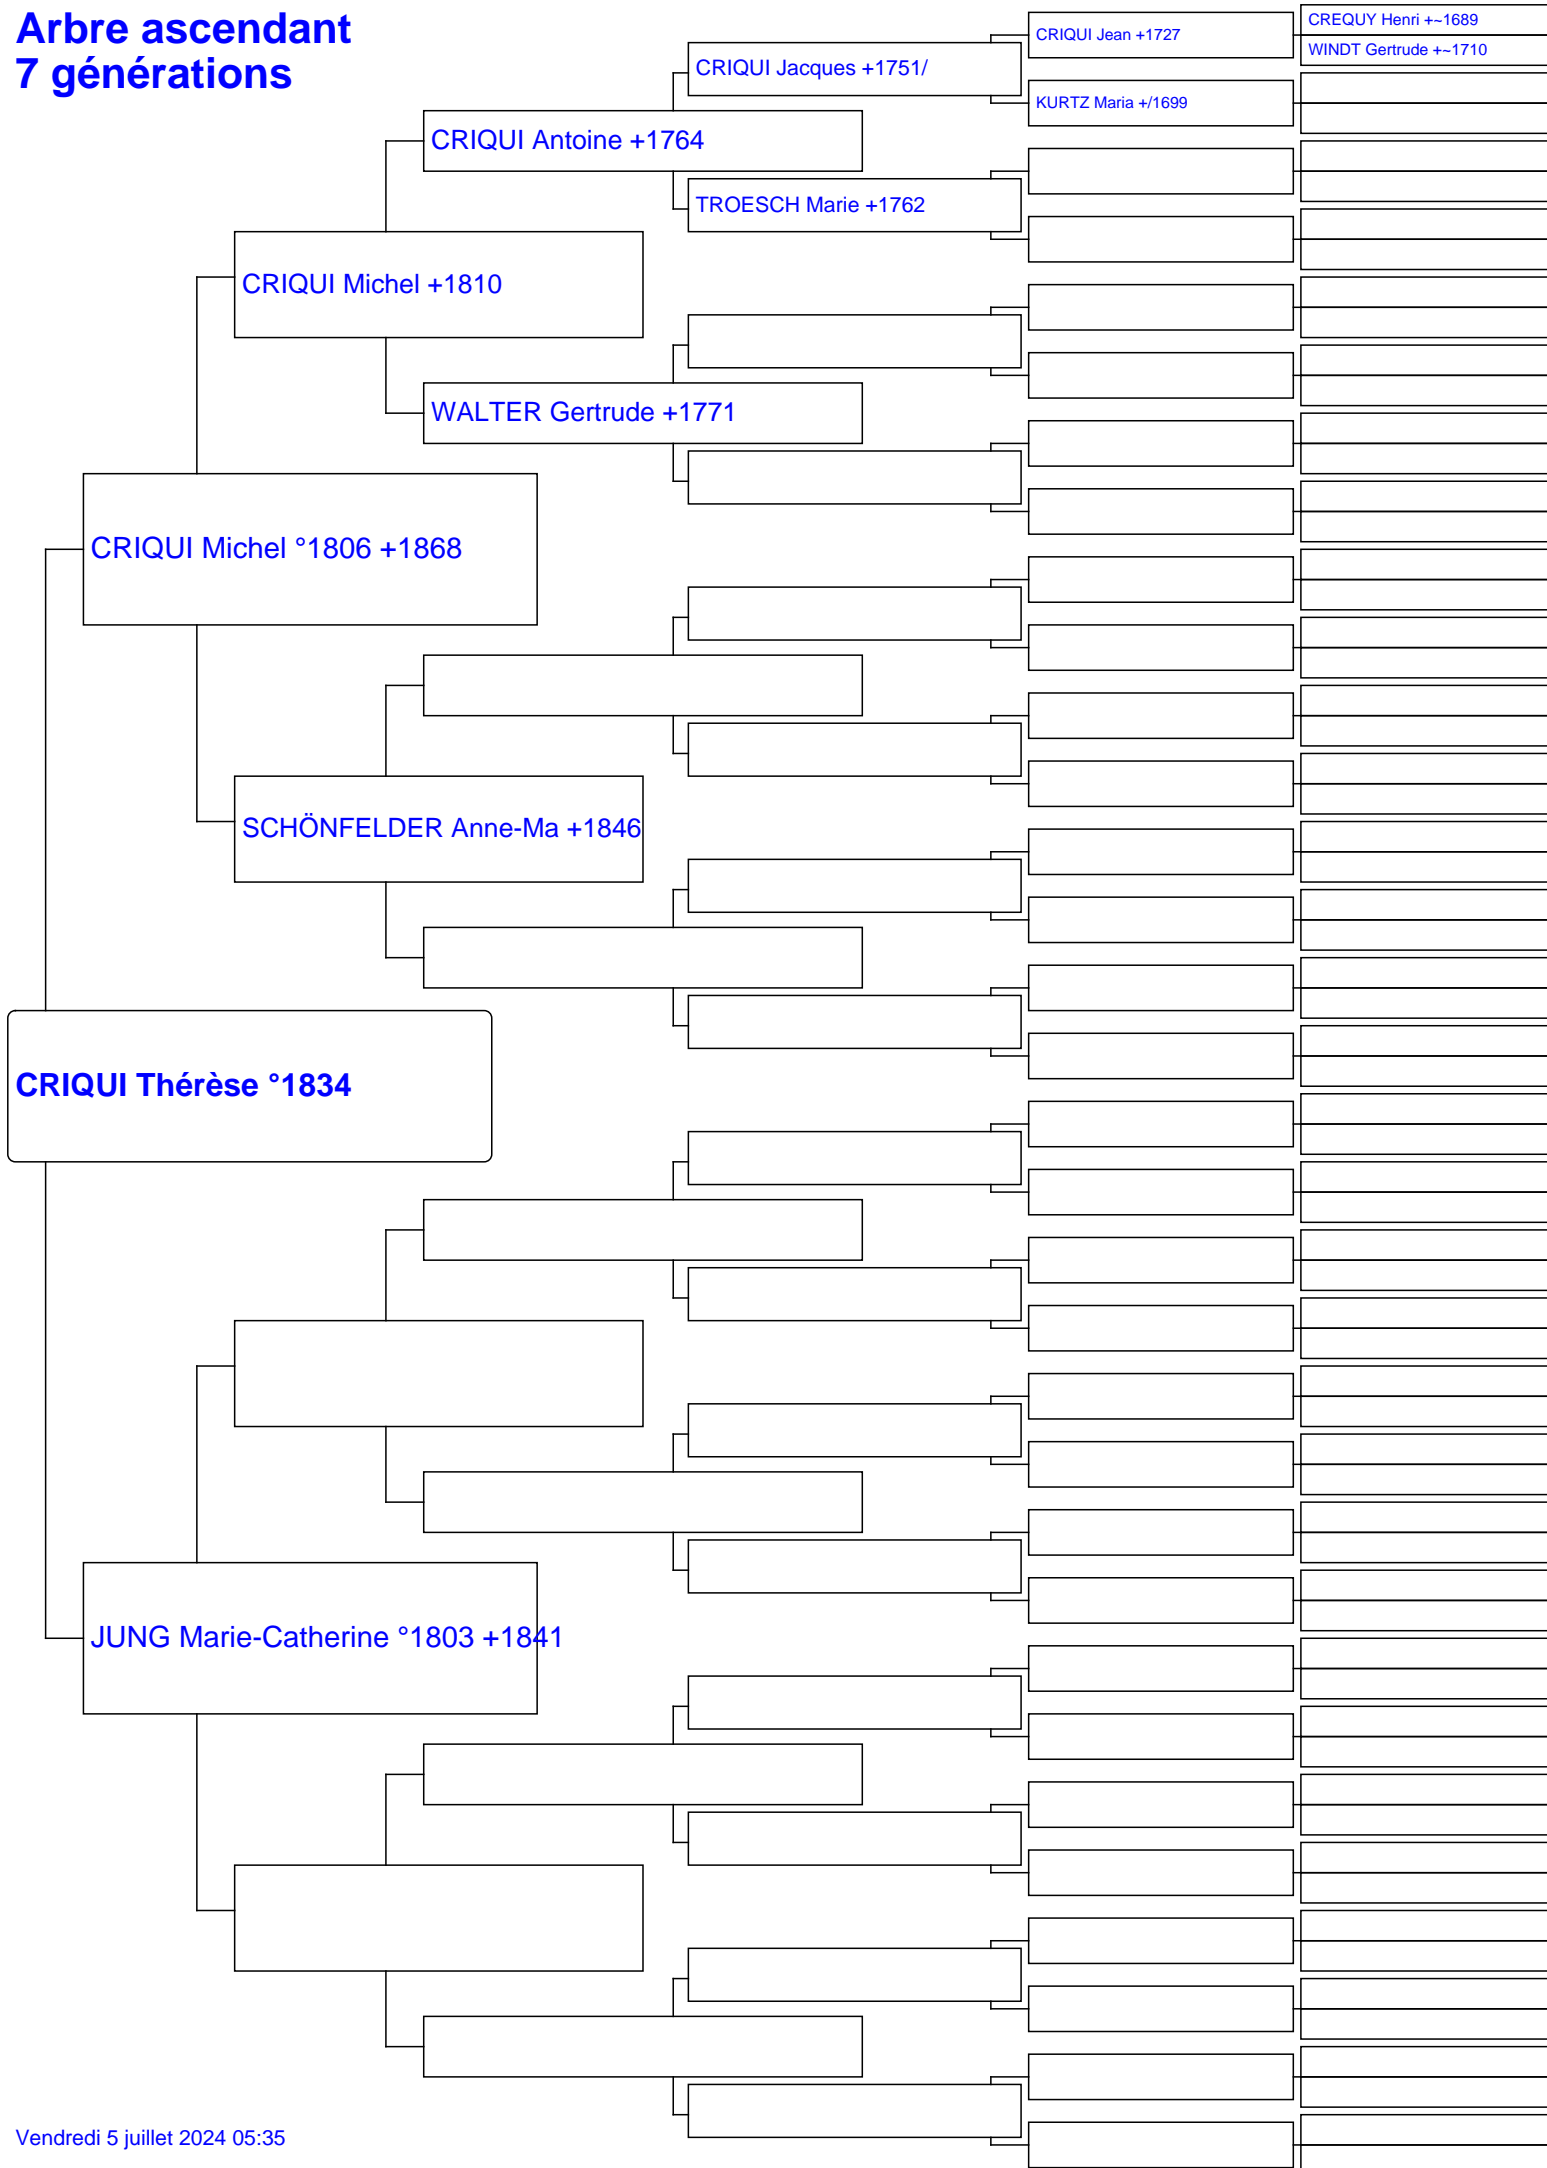 Arbre ascendant
7 générations
CREQUY Henri +~1689
WINDT Gertrude +~1710
CRIQUI Jean +1727
CRIQUI Jacques +1751/
KURTZ Maria +/1699
CRIQUI Antoine +1764
TROESCH Marie +1762
CRIQUI Michel +1810
WALTER Gertrude +1771
CRIQUI Michel °1806 +1868
SCHÖNFELDER Anne-Ma +1846
CRIQUI Thérèse °1834
JUNG Marie-Catherine °1803 +1841
Vendredi 5 juillet 2024 05:35